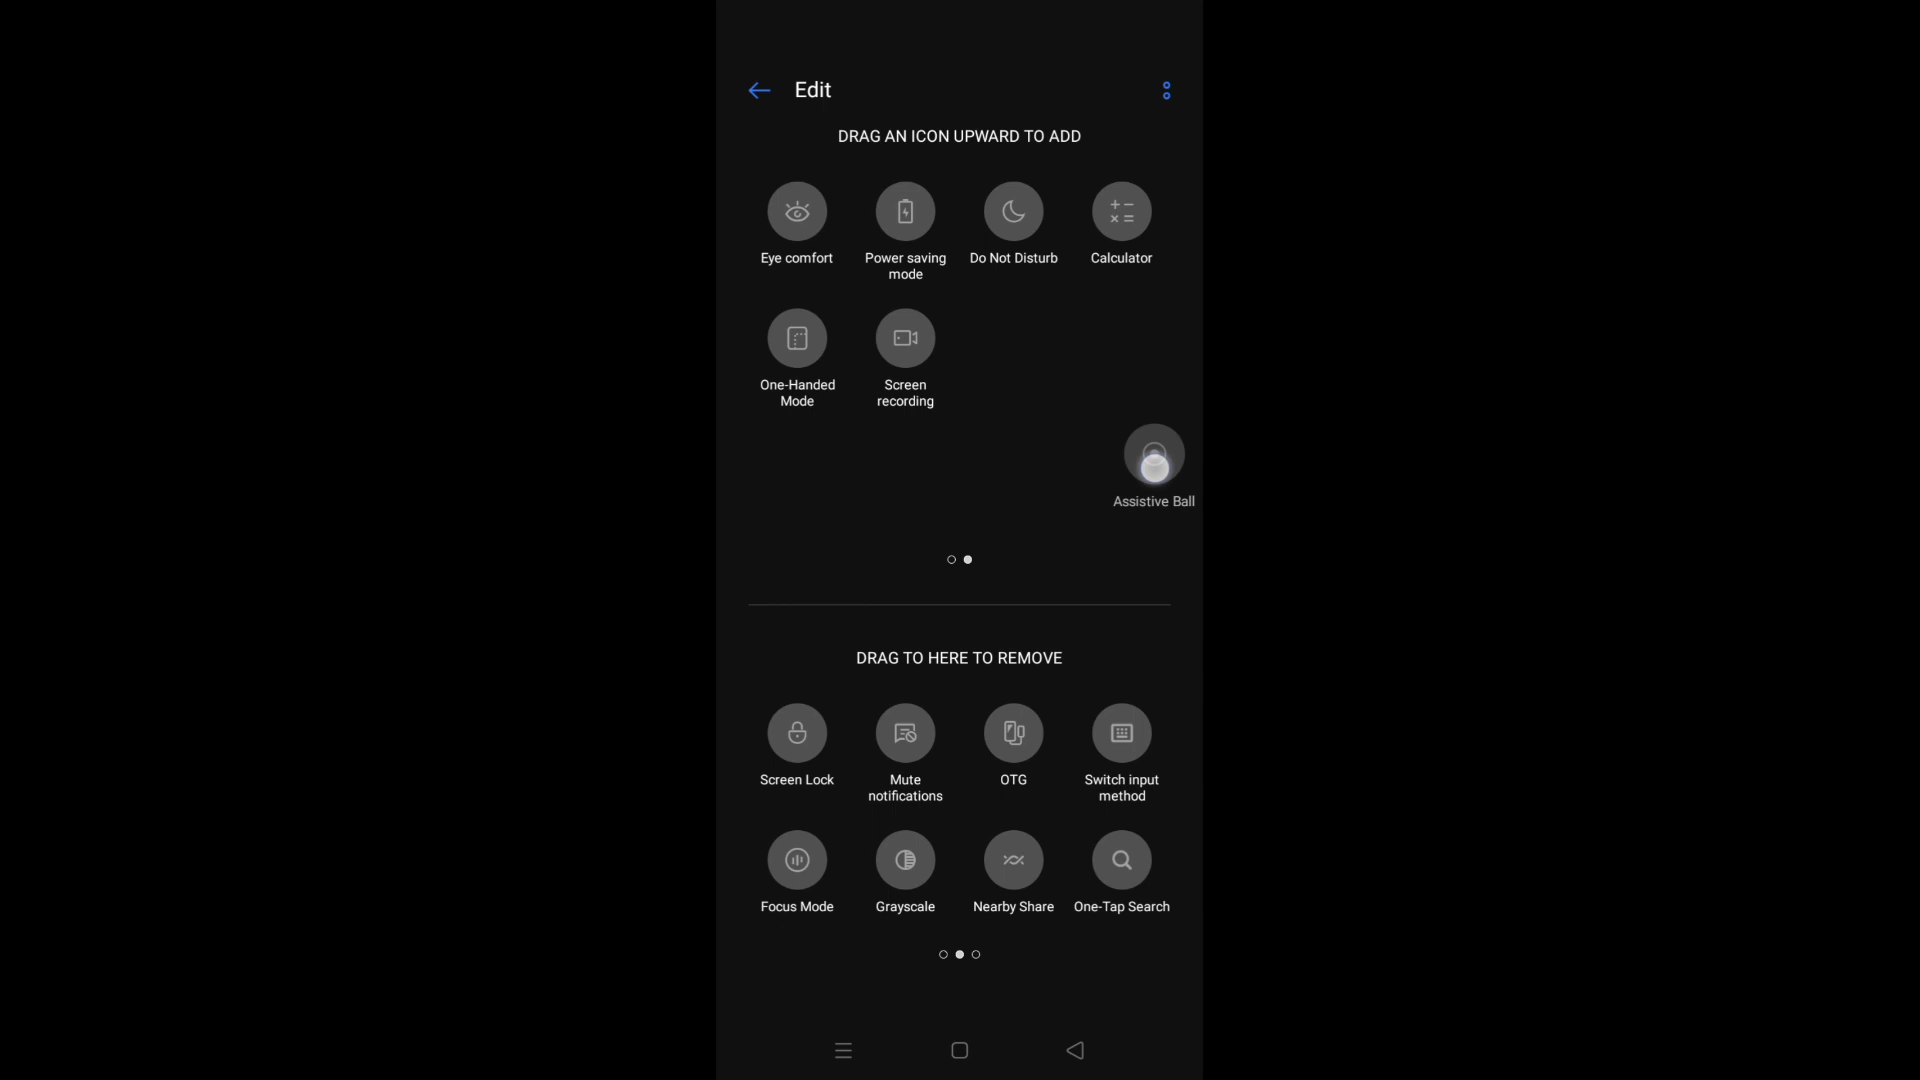 Edit
DRAG AN ICON UPWARD TO ADD
Eye comfort
Power saving
mode
Do Not Disturb
Calculator
One-Handed
Mode
Screen
recording
Assistive Ball
DRAG TO HERE TO REMOVE
Screen Lock
Mute
notifications
OTG
Switch input
method
Focus Mode
Grayscale
Nearby Share
One-Tap Search